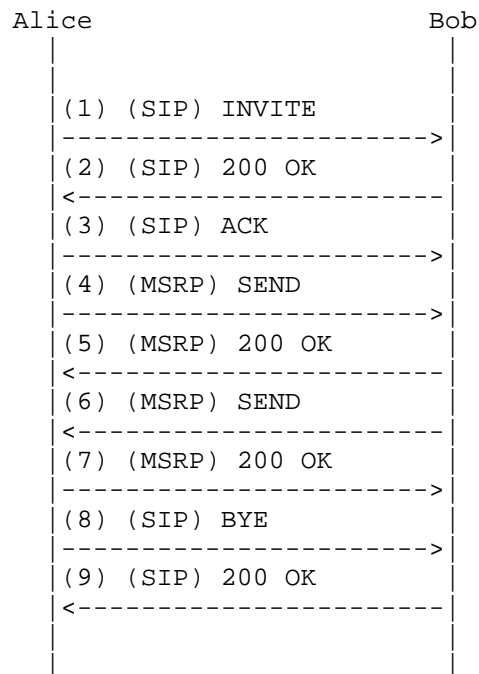 Alice Bob
(1) (SIP) INVITE
(2) (SIP) 200 OK
(3) (SIP) ACK
(4) (MSRP) SEND
(5) (MSRP) 200 OK
(6) (MSRP) SEND
(7) (MSRP) 200 OK
(8) (SIP) BYE
(9) (SIP) 200 OK